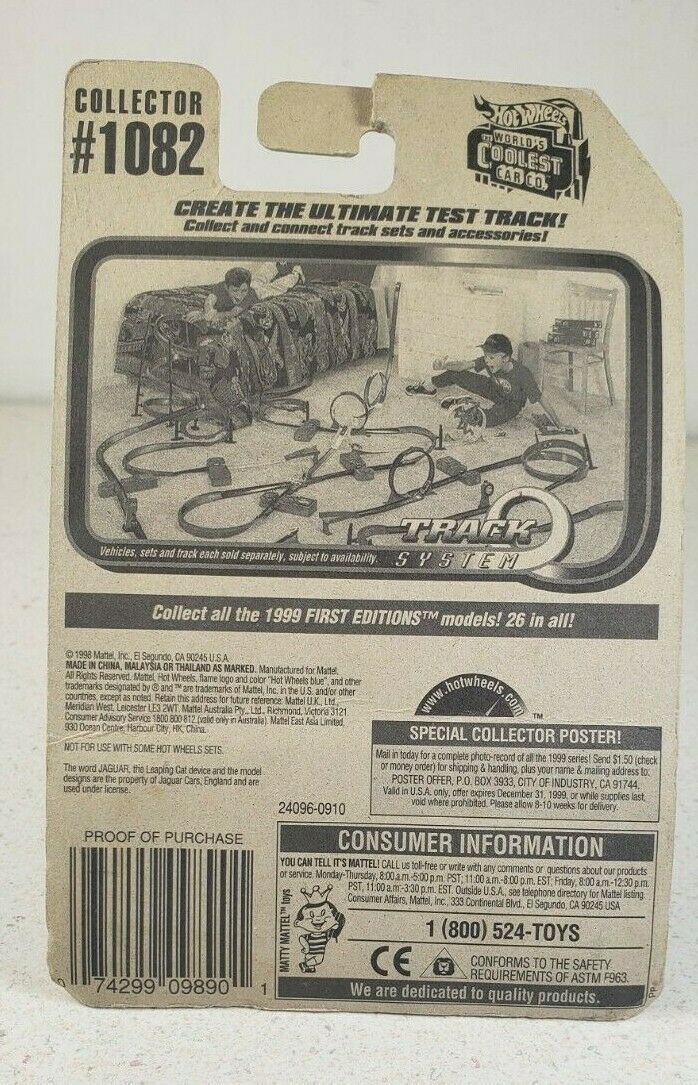 COLLECTOR
#1082
HOT WHEELS
THE WORLD'S
COOLEST
CAR CO.
CREATE THE ULTIMATE TEST TRACK!
Collect and connect track sets and accessories!
TRACK
SYSTEM
Vehicles, sets and track each sold separately, subject to availability.
Collect all the 1999 FIRST EDITIONS™ models! 26 in all!
© 1998 Mattel, Inc., El Segundo, CA 90245 U.S.A.
MADE IN CHINA, MALAYSIA OR THAILAND AS MARKED. Manufactured for Mattel.
All Rights Reserved. Mattel, Hot Wheels, flame logo and color "Hot Wheels blue", and other
trademarks designated by ® and ™ are trademarks of Mattel, Inc. in the U.S. and/or other
countries, except as noted. Retain this address for future reference: Mattel U.K., Ltd.,
Meridian West, Leicester LE3 2WT. Mattel Australia Pty., Ltd., Richmond, Victoria 3121.
Consumer Advisory Service 1800 800 812 (valid only in Australia). Mattel East Asia Limited,
930 Ocean Centre, Harbour City, HK, China.
NOT FOR USE WITH SOME HOT WHEELS SETS.
The word JAGUAR, the Leaping Cat device and the model
designs are the property of Jaguar Cars, England and are
used under license.
www.hotwheels.com
™
SPECIAL COLLECTOR POSTER!
Mail in today for a complete photo-record of all the 1999 series! Send $1.50 (check
or money order) for shipping & handling, plus your name & mailing address to:
POSTER OFFER, P.O. BOX 3933, CITY OF INDUSTRY, CA 91744.
Valid in U.S.A. only, offer expires December 31, 1999, or while supplies last,
void where prohibited. Please allow 8-10 weeks for delivery.
24096-0910
PROOF OF PURCHASE
0 74299 09890 1
CONSUMER INFORMATION
YOU CAN TELL IT'S MATTEL! CALL us toll-free or write with any comments or questions about our products
or service. Monday-Thursday, 8:00 a.m.-5:00 p.m. PST; 11:00 a.m.-8:00 p.m. EST, Friday, 8:00 a.m.-12:30 p.m.
PST, 11:00 a.m.-3:30 p.m. EST. Outside U.S.A., see telephone directory for Mattel listing.
Consumer Affairs, Mattel, Inc., 333 Continental Blvd., El Segundo, CA 90245 USA
MATTY MATTEL™ toys
1 (800) 524-TOYS
CE
CONFORMS TO THE SAFETY
REQUIREMENTS OF ASTM F963.
We are dedicated to quality products.